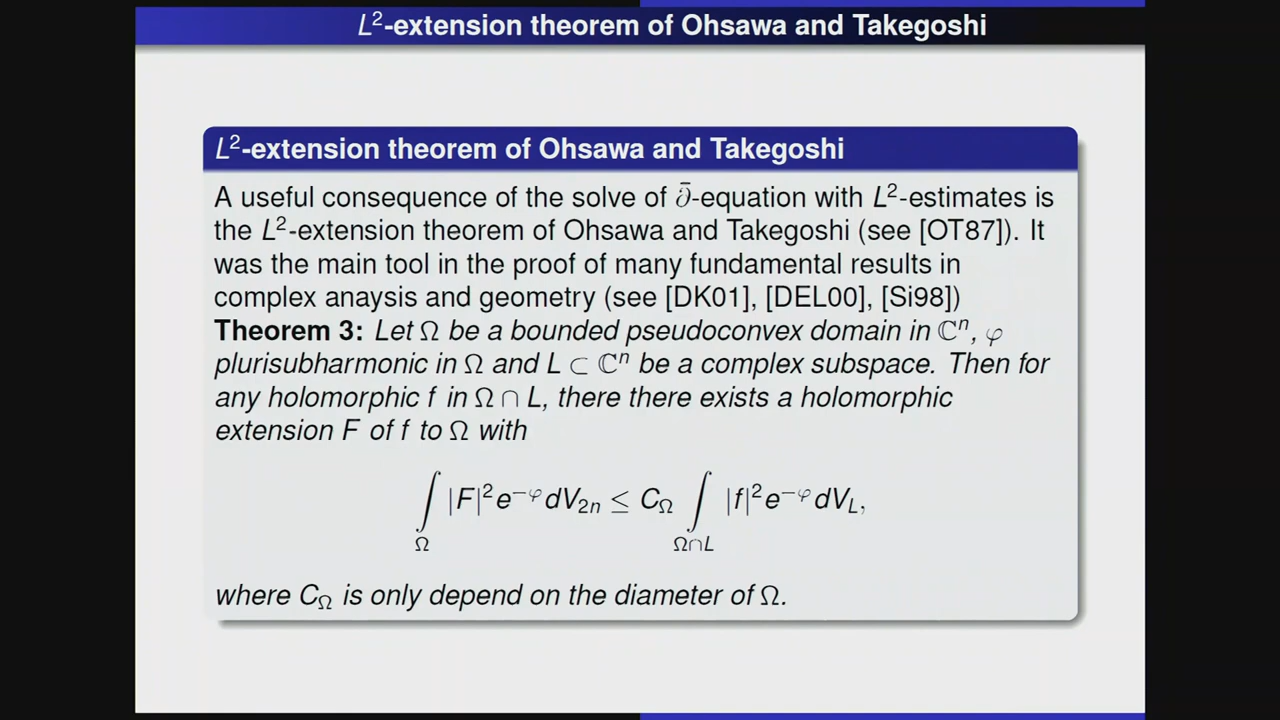 L²-extension theorem of Ohsawa and Takegoshi
L²-extension theorem of Ohsawa and Takegoshi
A useful consequence of the solve of ∂̄-equation with L²-estimates is
the L²-extension theorem of Ohsawa and Takegoshi (see [OT87]). It
was the main tool in the proof of many fundamental results in
complex anaysis and geometry (see [DK01], [DEL00], [Si98])
Theorem 3: Let Ω be a bounded pseudoconvex domain in ℂⁿ, φ
plurisubharmonic in Ω and L ⊂ ℂⁿ be a complex subspace. Then for
any holomorphic f in Ω ∩ L, there there exists a holomorphic
extension F of f to Ω with
∫_Ω |F|²e^{−φ}dV_{2n} ≤ C_Ω ∫_{Ω∩L} |f|²e^{−φ}dV_L,
where C_Ω is only depend on the diameter of Ω.